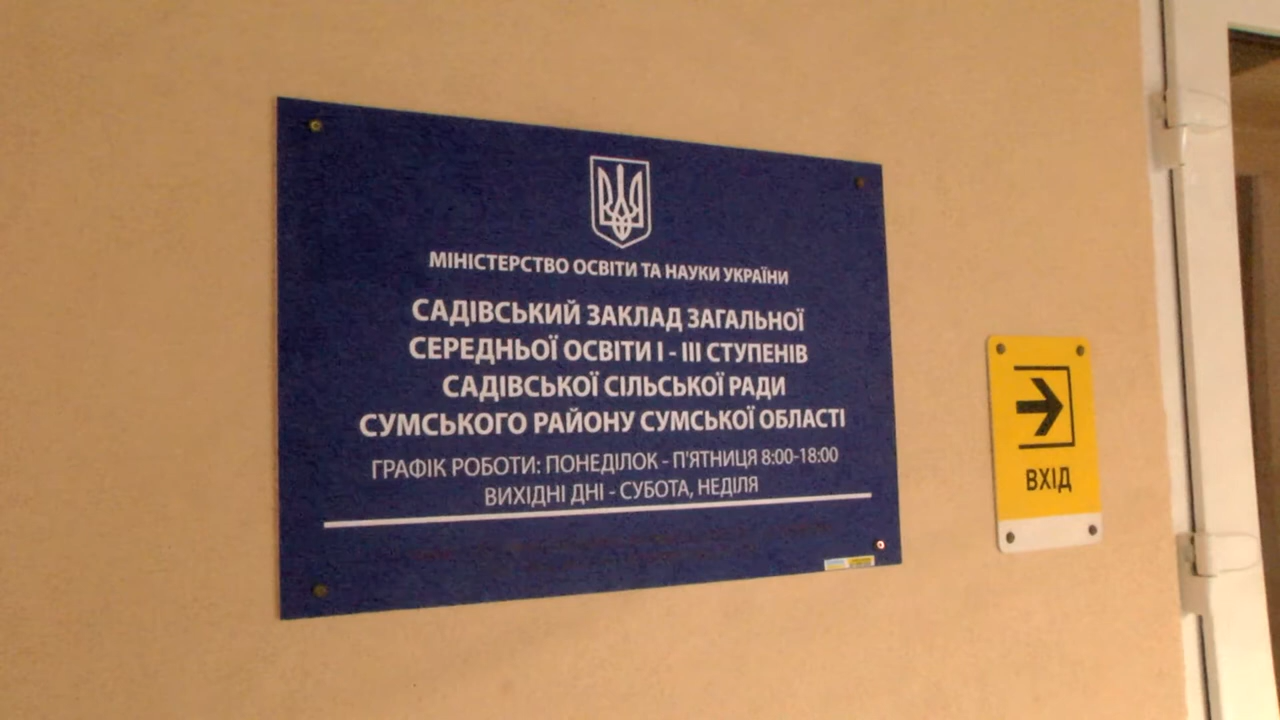 МІНІСТЕРСТВО ОСВІТИ ТА НАУКИ УКРАЇНИ
САДІВСЬКИЙ ЗАКЛАД ЗАГАЛЬНОЇ
СЕРЕДНЬОЇ ОСВІТИ І - ІІІ СТУПЕНІВ
САДІВСЬКОЇ СІЛЬСЬКОЇ РАДИ
СУМСЬКОГО РАЙОНУ СУМСЬКОЇ ОБЛАСТІ
ГРАФІК РОБОТИ: ПОНЕДІЛОК - П'ЯТНИЦЯ 8:00-18:00
ВИХІДНІ ДНІ - СУБОТА, НЕДІЛЯ
ВХІД